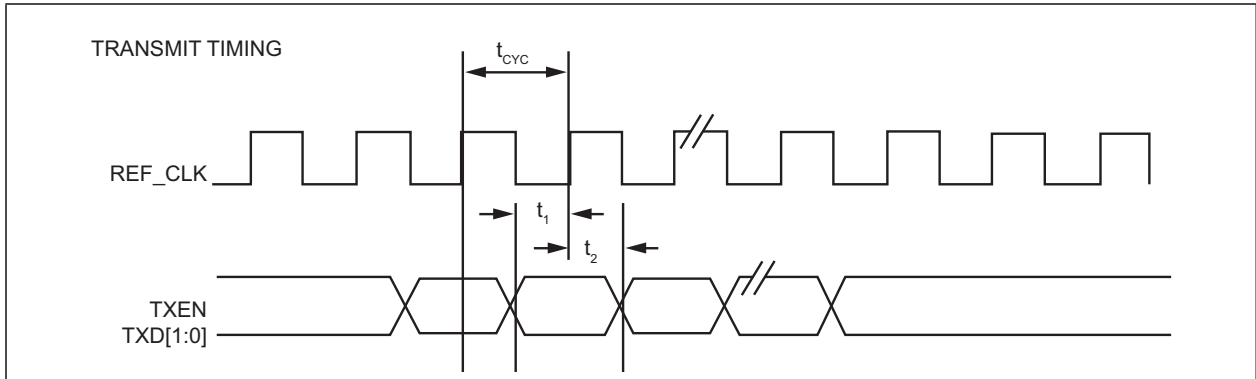 TRANSMIT TIMING
tCYC
REF_CLK
t1
t2
TXEN
TXD[1:0]